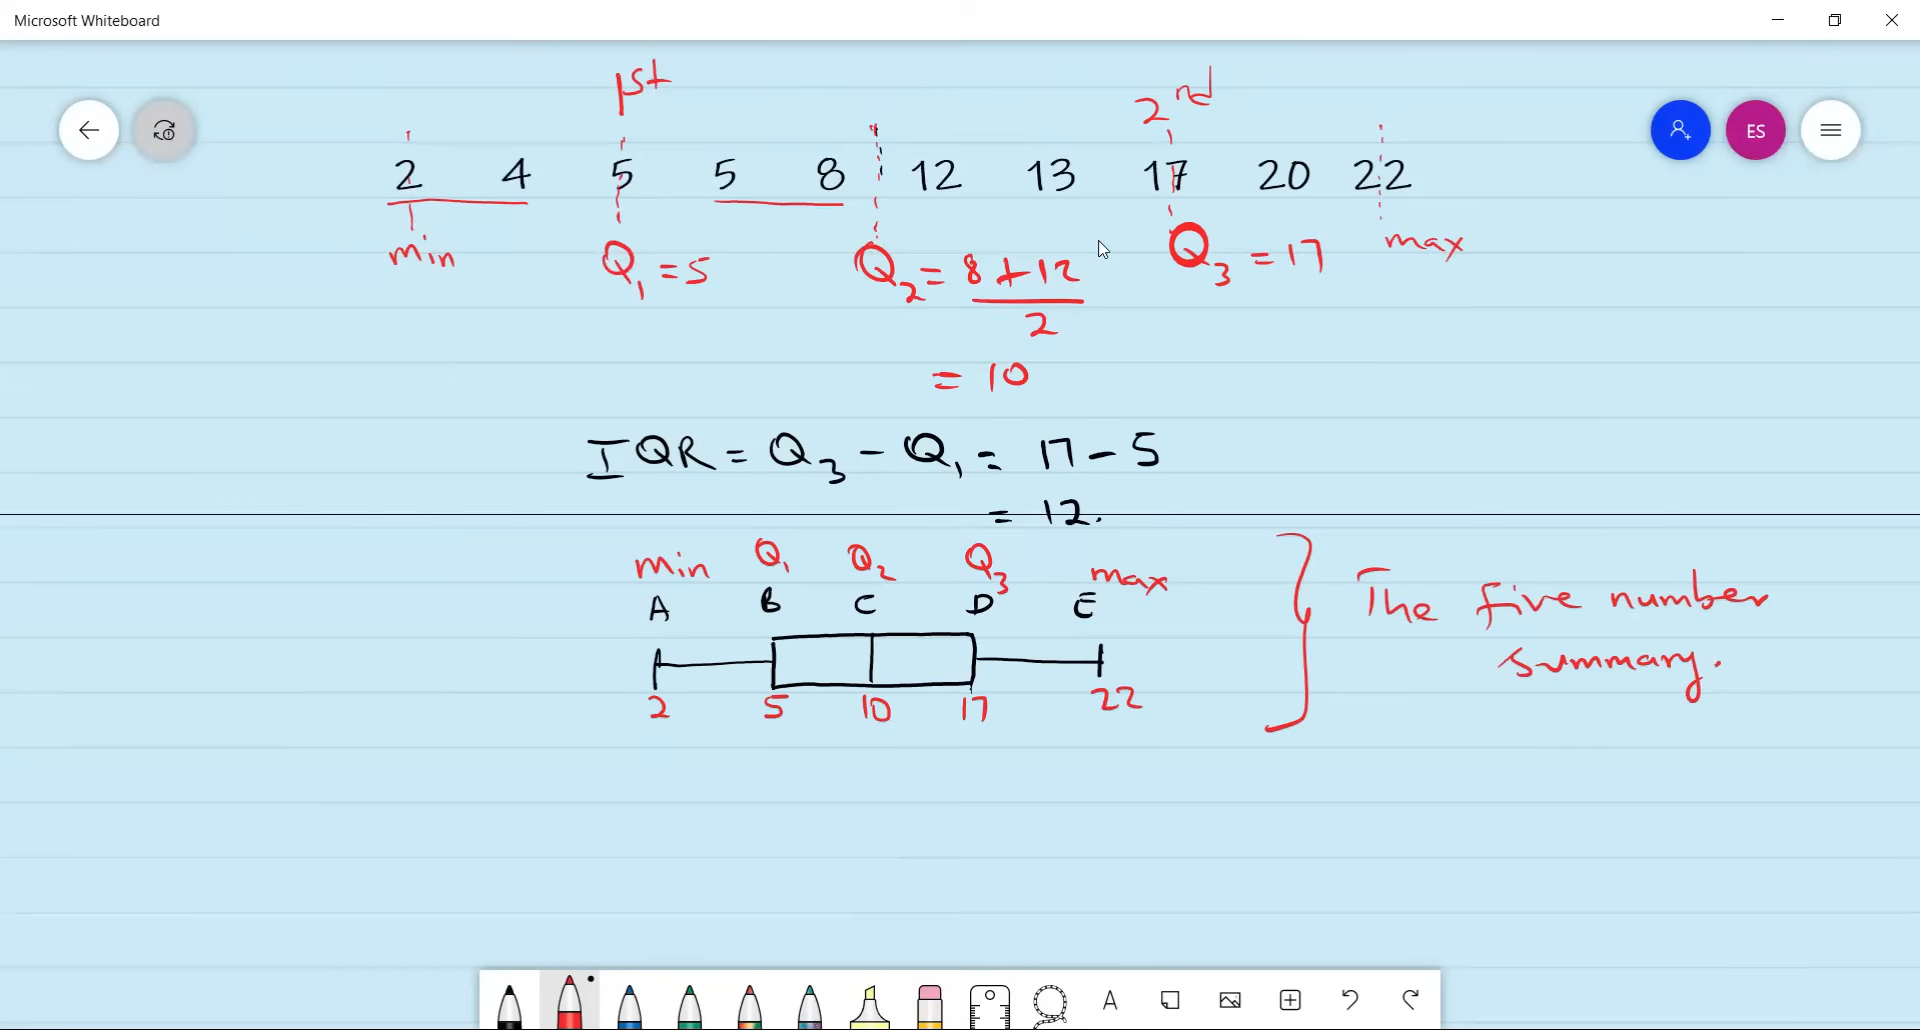 Microsoft Whiteboard
1st
2nd
2 4 5 5 8 12 13 17 20 22
min
Q1 = 5
Q2 = 8 + 12
2
= 10
Q3 = 17
max
ES
IQR = Q3 - Q1 = 17 - 5
= 12.
min Q1 Q2 Q3 max
A B C D E
2 5 10 17 22
The five number
summary.
A